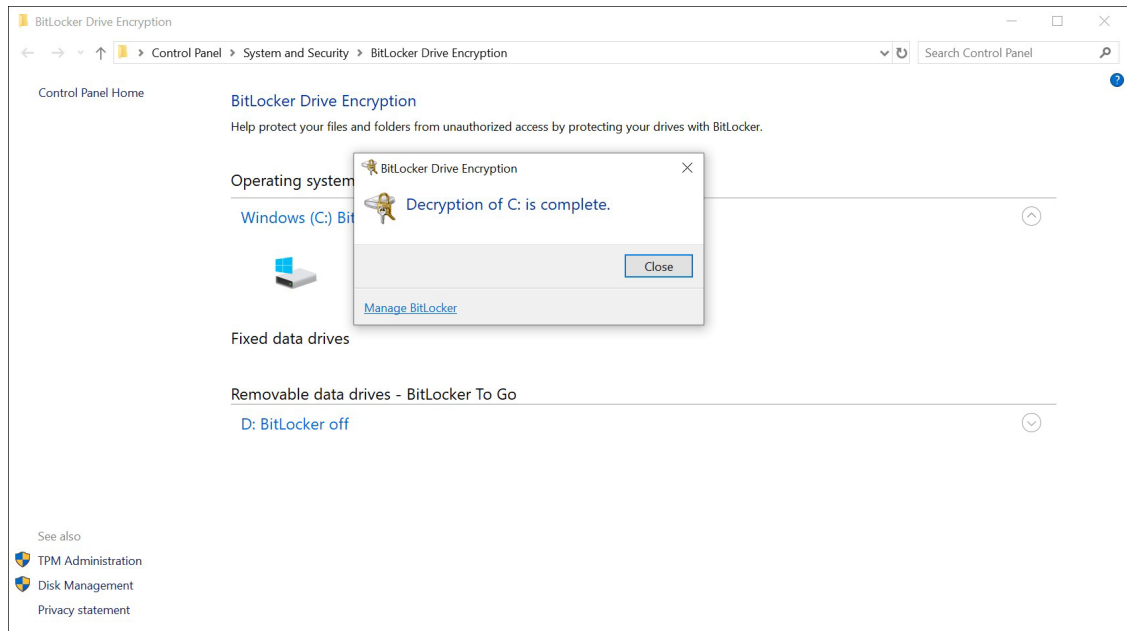 BitLocker Drive Encryption
Control Panel > System and Security > BitLocker Drive Encryption
Search Control Panel
?
Control Panel Home
BitLocker Drive Encryption
Help protect your files and folders from unauthorized access by protecting your drives with BitLocker.
Operating system
Windows (C:)
BitLocker Drive Encryption
Decryption of C: is complete.
Close
Manage BitLocker
Fixed data drives
Removable data drives - BitLocker To Go
D: BitLocker off
See also
TPM Administration
Disk Management
Privacy statement